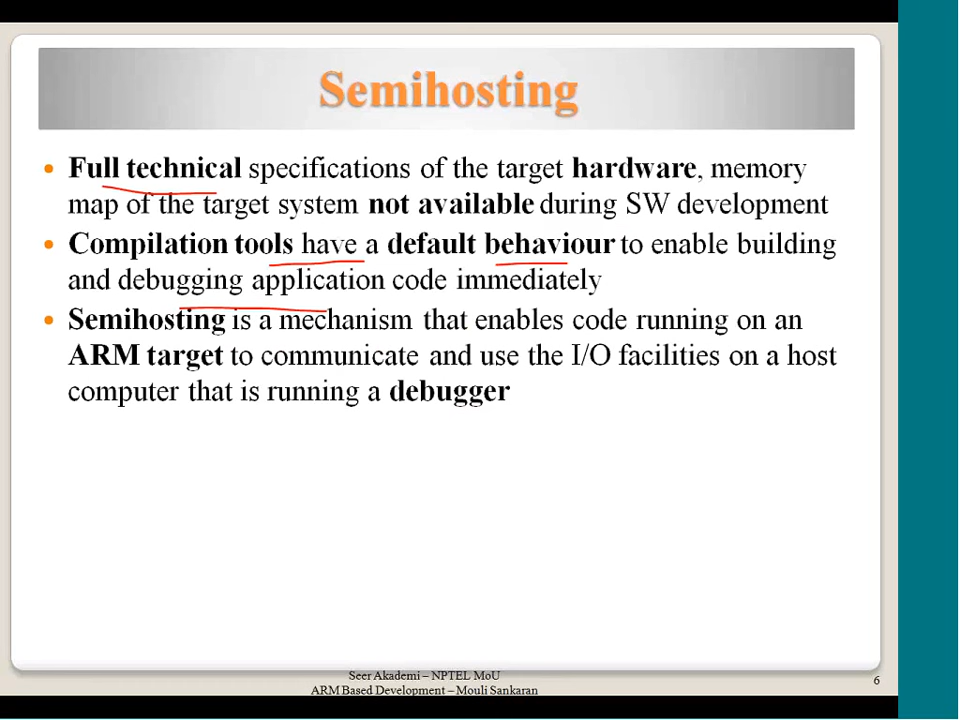 Semihosting
• Full technical specifications of the target hardware, memory
map of the target system not available during SW development
• Compilation tools have a default behaviour to enable building
and debugging application code immediately
• Semihosting is a mechanism that enables code running on an
ARM target to communicate and use the I/O facilities on a host
computer that is running a debugger
Seer Akademi – NPTEL MoU
ARM Based Development – Mouli Sankaran
6